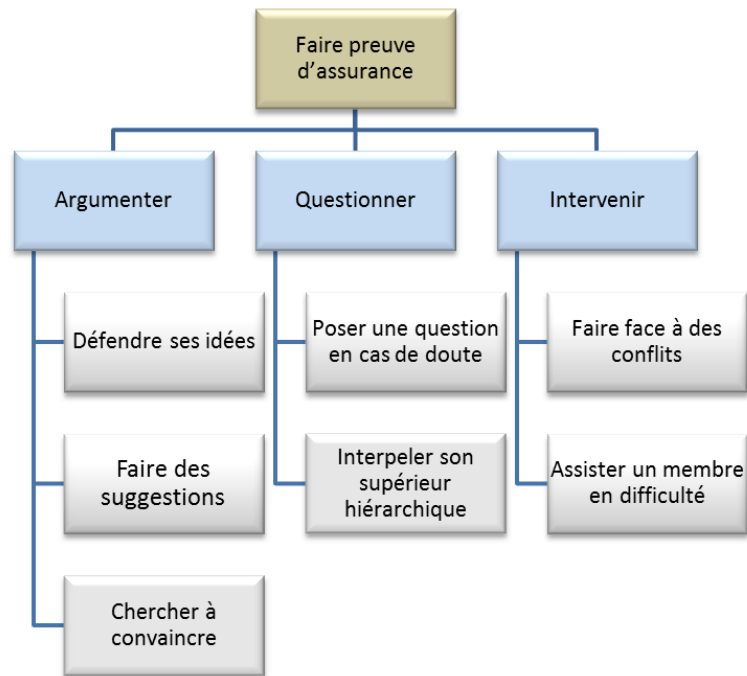 Faire preuve
d’assurance
Argumenter
Questionner
Intervenir
Défendre ses idées
Poser une question
en cas de doute
Faire face à des
conflits
Faire des
suggestions
Interpeler son
supérieur
hiérarchique
Assister un membre
en difficulté
Chercher à
convaincre